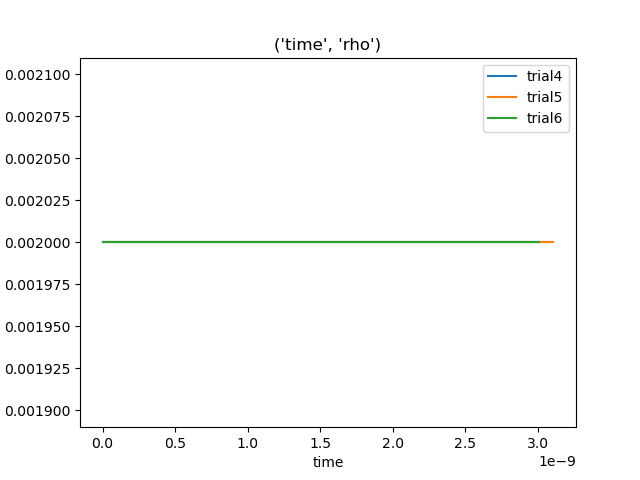 ('time', 'rho')
trial4
trial5
trial6
0.002100
0.002075
0.002050
0.002025
0.002000
0.001975
0.001950
0.001925
0.001900
0.0 0.5 1.0 1.5 2.0 2.5 3.0
1e−9
time